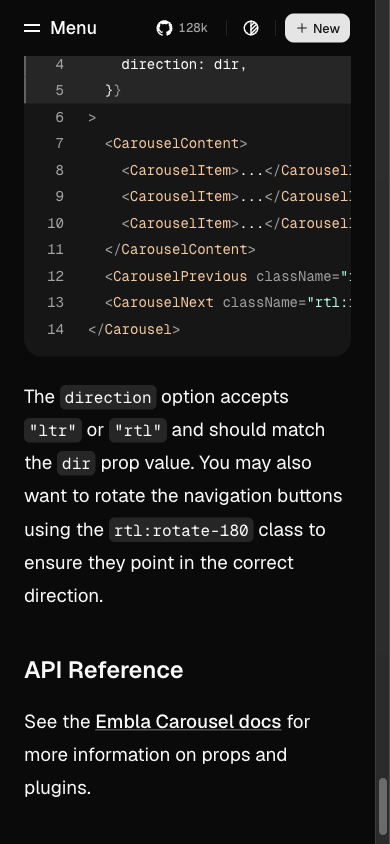 Menu 128k + New
4 direction: dir,
5 }}
6 >
7 <CarouselContent>
8 <CarouselItem>...</Carousel
9 <CarouselItem>...</Carousel
10 <CarouselItem>...</Carousel
11 </CarouselContent>
12 <CarouselPrevious className="
13 <CarouselNext className="rtl:
14 </Carousel>
The direction option accepts
"ltr" or "rtl" and should match
the dir prop value. You may also
want to rotate the navigation buttons
using the rtl:rotate-180 class to
ensure they point in the correct
direction.
API Reference
See the Embla Carousel docs for
more information on props and
plugins.